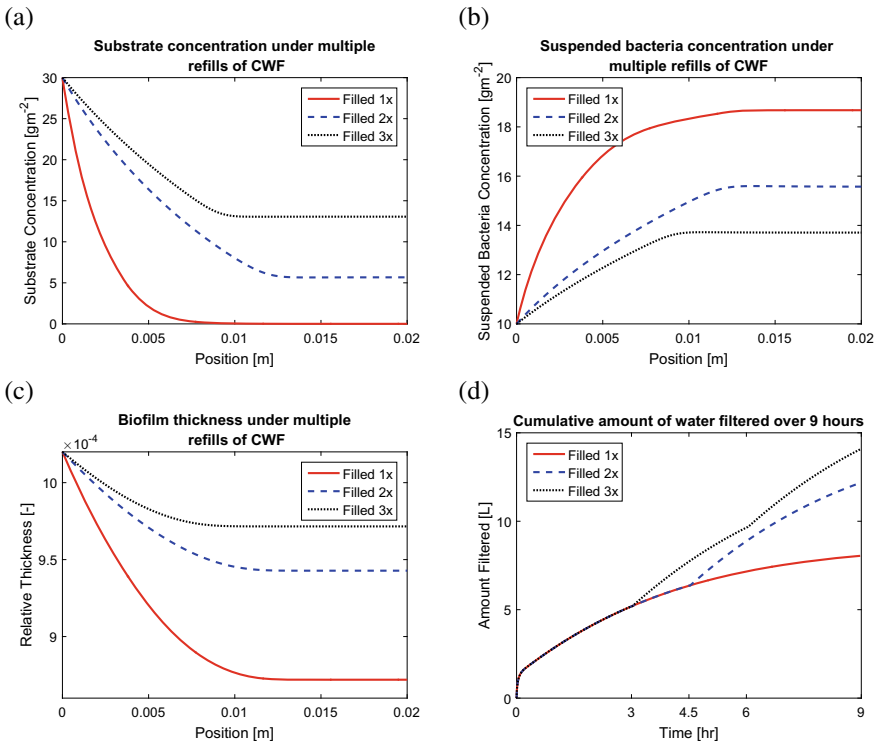 (a)
Substrate concentration under multiple
refills of CWF
Substrate Concentration [gm⁻²]
30
25
20
15
10
5
0
Filled 1x
Filled 2x
Filled 3x
0
0.005
0.01
0.015
0.02
Position [m]
(b)
Suspended bacteria concentration under
multiple refills of CWF
Suspended Bacteria Concentration [gm⁻²]
20
18
16
14
12
10
Filled 1x
Filled 2x
Filled 3x
0
0.005
0.01
0.015
0.02
Position [m]
(c)
Biofilm thickness under multiple
refills of CWF
×10⁻⁴
Relative Thickness [-]
10
9.5
9
Filled 1x
Filled 2x
Filled 3x
0
0.005
0.01
0.015
0.02
Position [m]
(d)
Cumulative amount of water filtered over 9 hours
Amount Filtered [L]
15
10
5
0
Filled 1x
Filled 2x
Filled 3x
0
3
4.5
6
9
Time [hr]